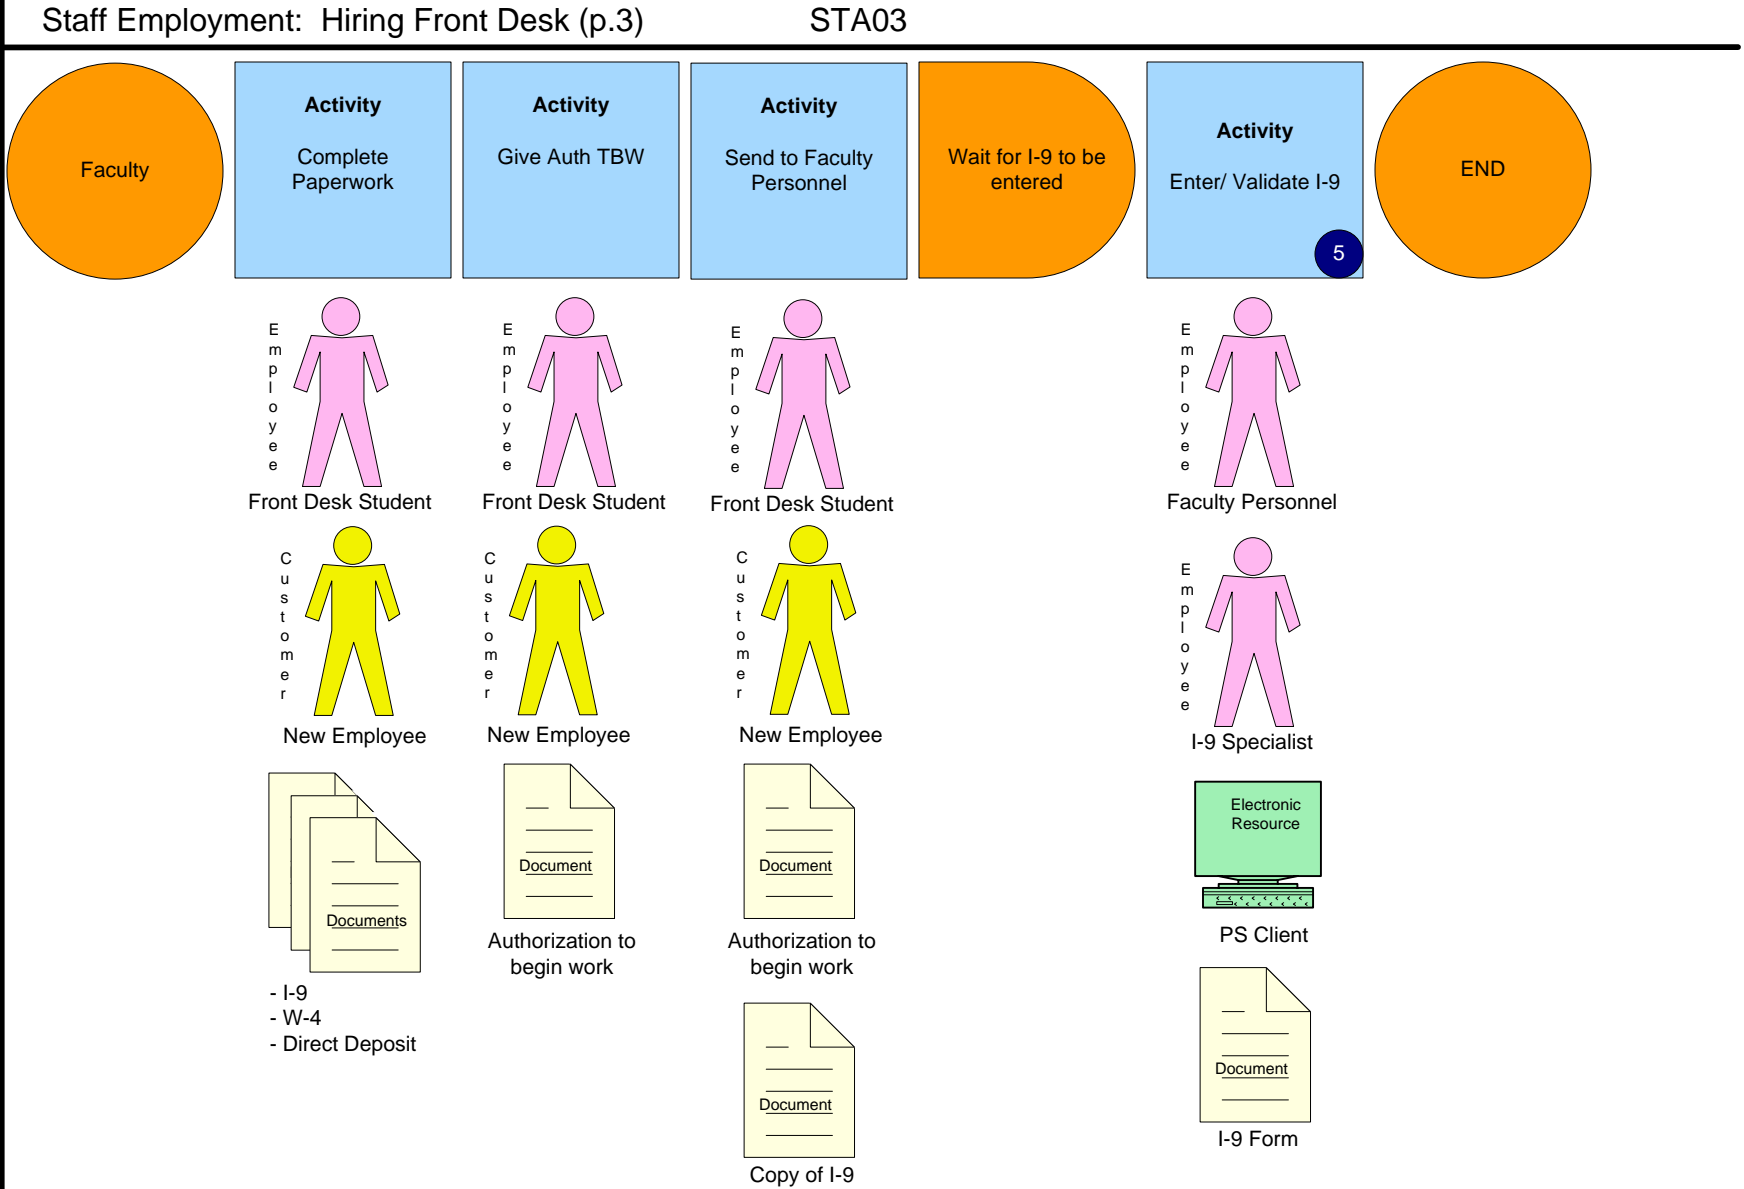 Staff Employment: Hiring Front Desk (p.3) STA03
Faculty
Activity
Complete
Paperwork
Activity
Give Auth TBW
Activity
Send to Faculty
Personnel
Wait for I-9 to be
entered
Activity
Enter/ Validate I-9
5
END
Employee
Front Desk Student
Employee
Front Desk Student
Employee
Front Desk Student
Employee
Faculty Personnel
Customer
New Employee
Customer
New Employee
Customer
New Employee
Employee
I-9 Specialist
Documents
- I-9
- W-4
- Direct Deposit
Document
Authorization to
begin work
Document
Authorization to
begin work
Document
Copy of I-9
Electronic
Resource
PS Client
Document
I-9 Form